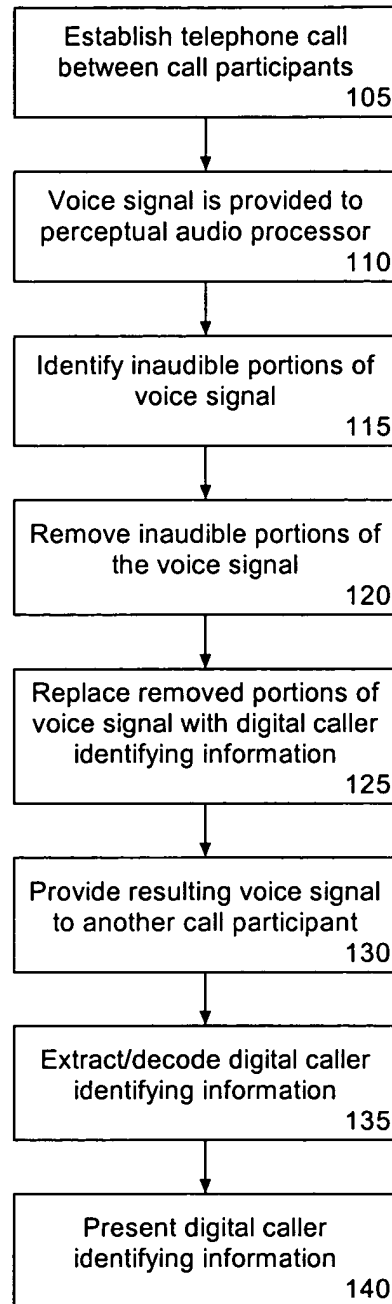 Establish telephone call
between call participants
105
Voice signal is provided to
perceptual audio processor
110
Identify inaudible portions of
voice signal
115
Remove inaudible portions of
the voice signal
120
Replace removed portions of
voice signal with digital caller
identifying information
125
Provide resulting voice signal
to another call participant
130
Extract/decode digital caller
identifying information
135
Present digital caller
identifying information
140